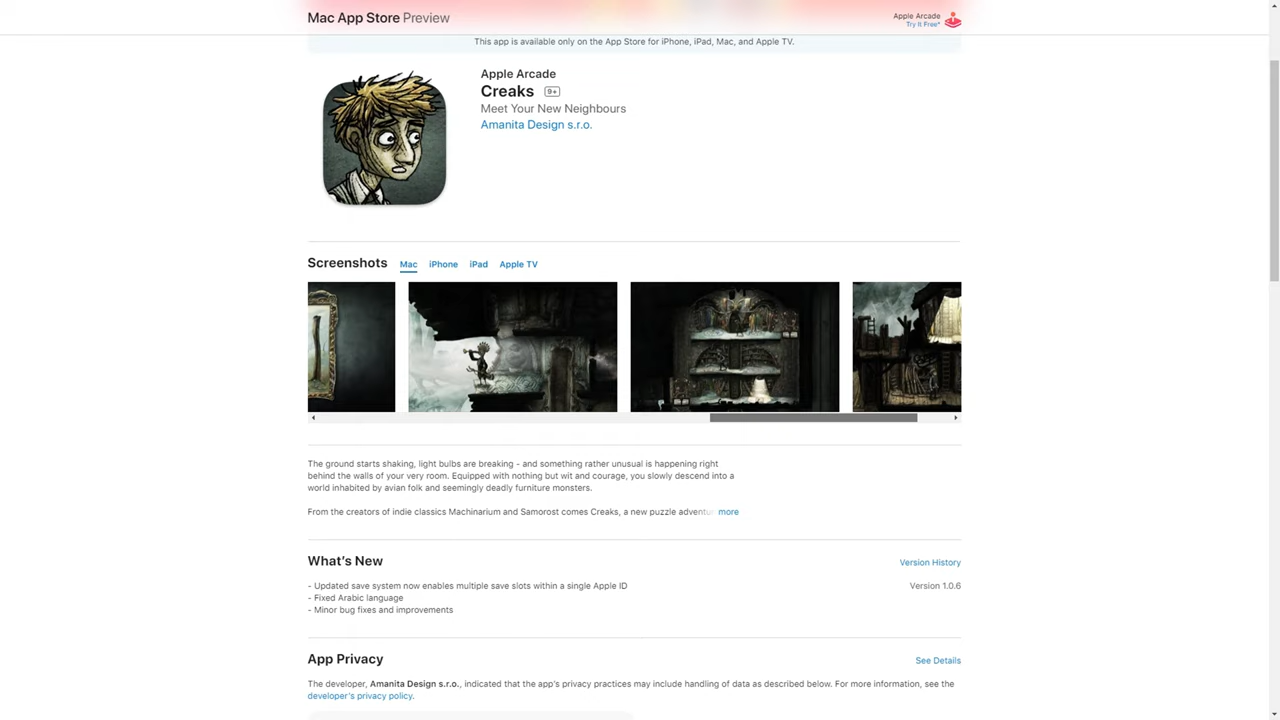 Mac App Store Preview
Apple Arcade
Try It Free*
This app is available only on the App Store for iPhone, iPad, Mac, and Apple TV.
Apple Arcade
Creaks 9+
Meet Your New Neighbours
Amanita Design s.r.o.
Screenshots Mac iPhone iPad Apple TV
The ground starts shaking, light bulbs are breaking - and something rather unusual is happening right
behind the walls of your very room. Equipped with nothing but wit and courage, you slowly descend into a
world inhabited by avian folk and seemingly deadly furniture monsters.
From the creators of indie classics Machinarium and Samorost comes Creaks, a new puzzle adventur more
What's New Version History
- Updated save system now enables multiple save slots within a single Apple ID Version 1.0.6
- Fixed Arabic language
- Minor bug fixes and improvements
App Privacy See Details
The developer, Amanita Design s.r.o., indicated that the app's privacy practices may include handling of data as described below. For more information, see the
developer's privacy policy.